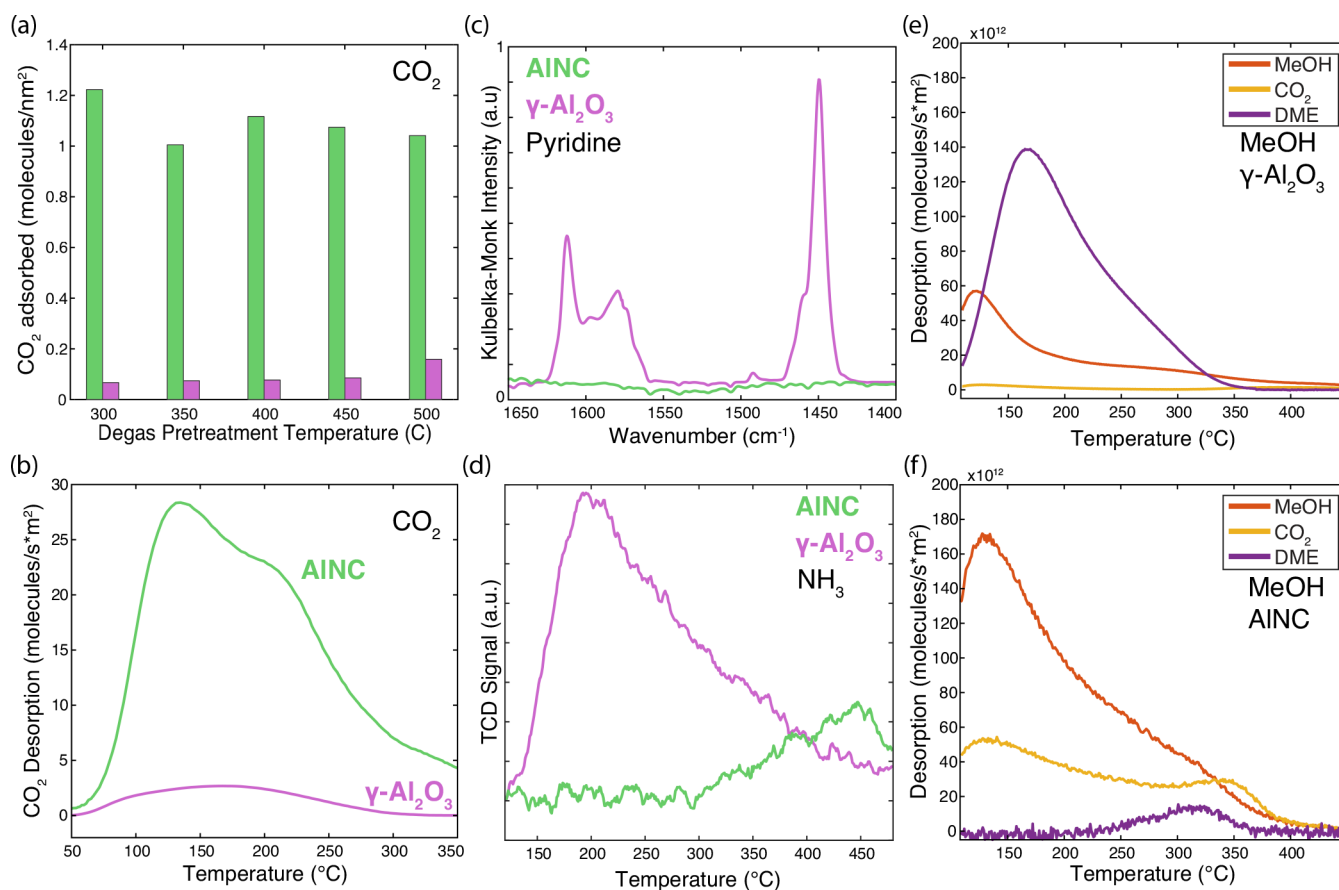 (a)
1.4
1.2
1
0.8
0.6
0.4
0.2
0
CO₂
CO₂ adsorbed (molecules/nm²)
300 350 400 450 500
Degas Pretreatment Temperature (C)
(b)
30
25
20
15
10
5
0
CO₂
AlNC
γ-Al₂O₃
CO₂ Desorption (molecules/s*m²)
50 100 150 200 250 300 350
Temperature (°C)
(c)
1
0
AlNC
γ-Al₂O₃
Pyridine
Kulbelka-Monk Intensity (a.u)
1650 1600 1550 1500 1450 1400
Wavenumber (cm⁻¹)
(d)
AlNC
γ-Al₂O₃
NH₃
TCD Signal (a.u.)
150 200 250 300 350 400 450
Temperature (°C)
(e)
x10¹²
200
180
160
140
120
100
80
60
40
20
0
MeOH
CO₂
DME
MeOH
γ-Al₂O₃
Desorption (molecules/s*m²)
150 200 250 300 350 400
Temperature (°C)
(f)
x10¹²
200
180
160
140
120
100
80
60
40
20
0
MeOH
CO₂
DME
MeOH
AlNC
Desorption (molecules/s*m²)
150 200 250 300 350 400
Temperature (°C)